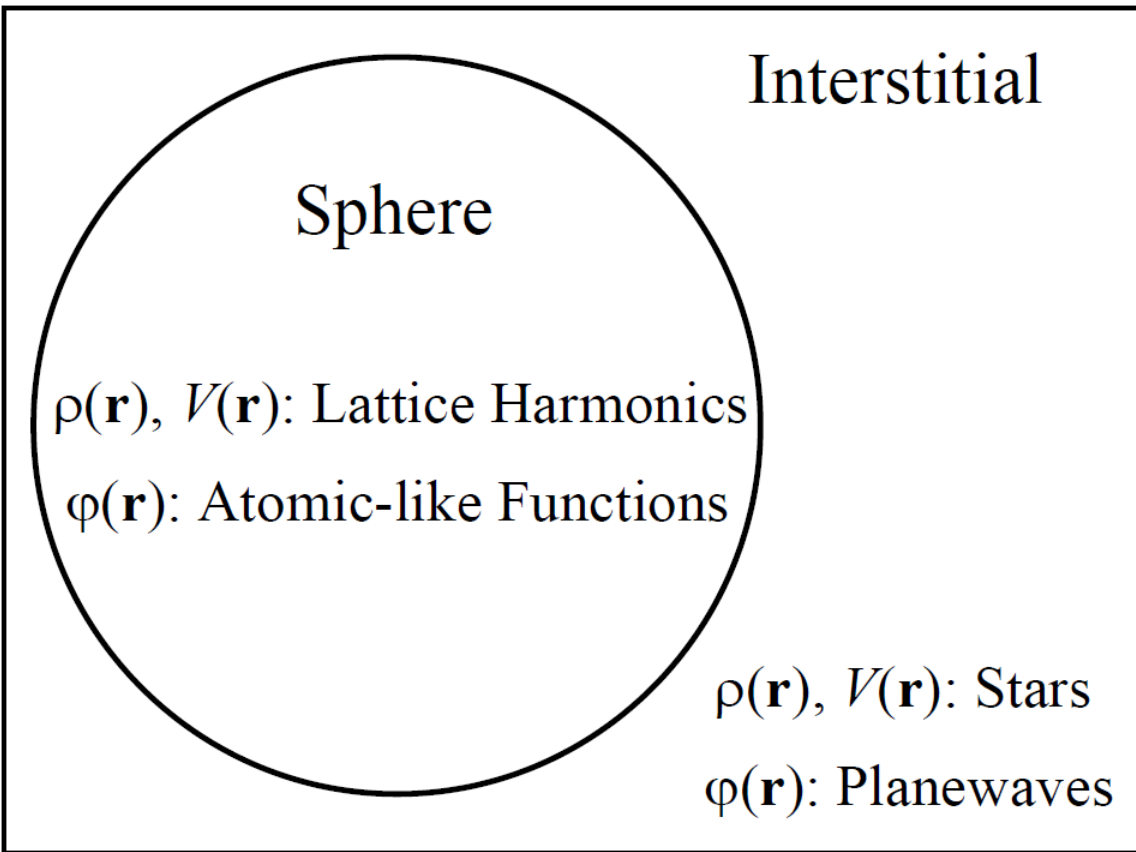 Interstitial
Sphere
ρ(r), V(r): Lattice Harmonics
φ(r): Atomic-like Functions
ρ(r), V(r): Stars
φ(r): Planewaves